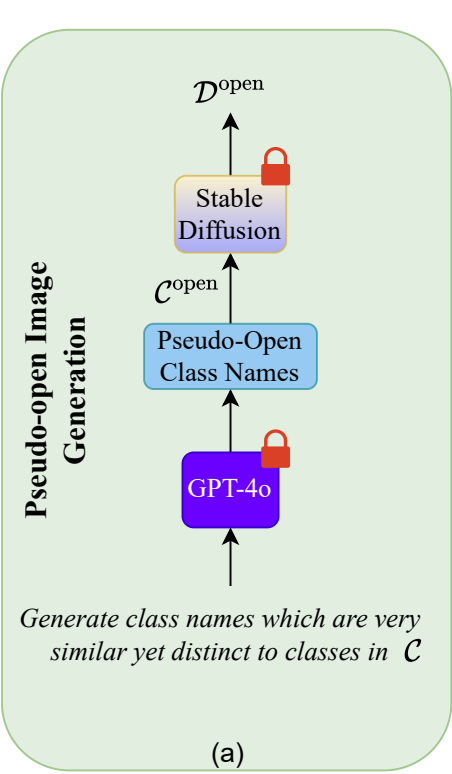 𝒟^open
Stable
Diffusion
𝒞^open
Pseudo-Open
Class Names
Pseudo-open Image
Generation
GPT-4o
Generate class names which are very
similar yet distinct to classes in 𝒞
(a)